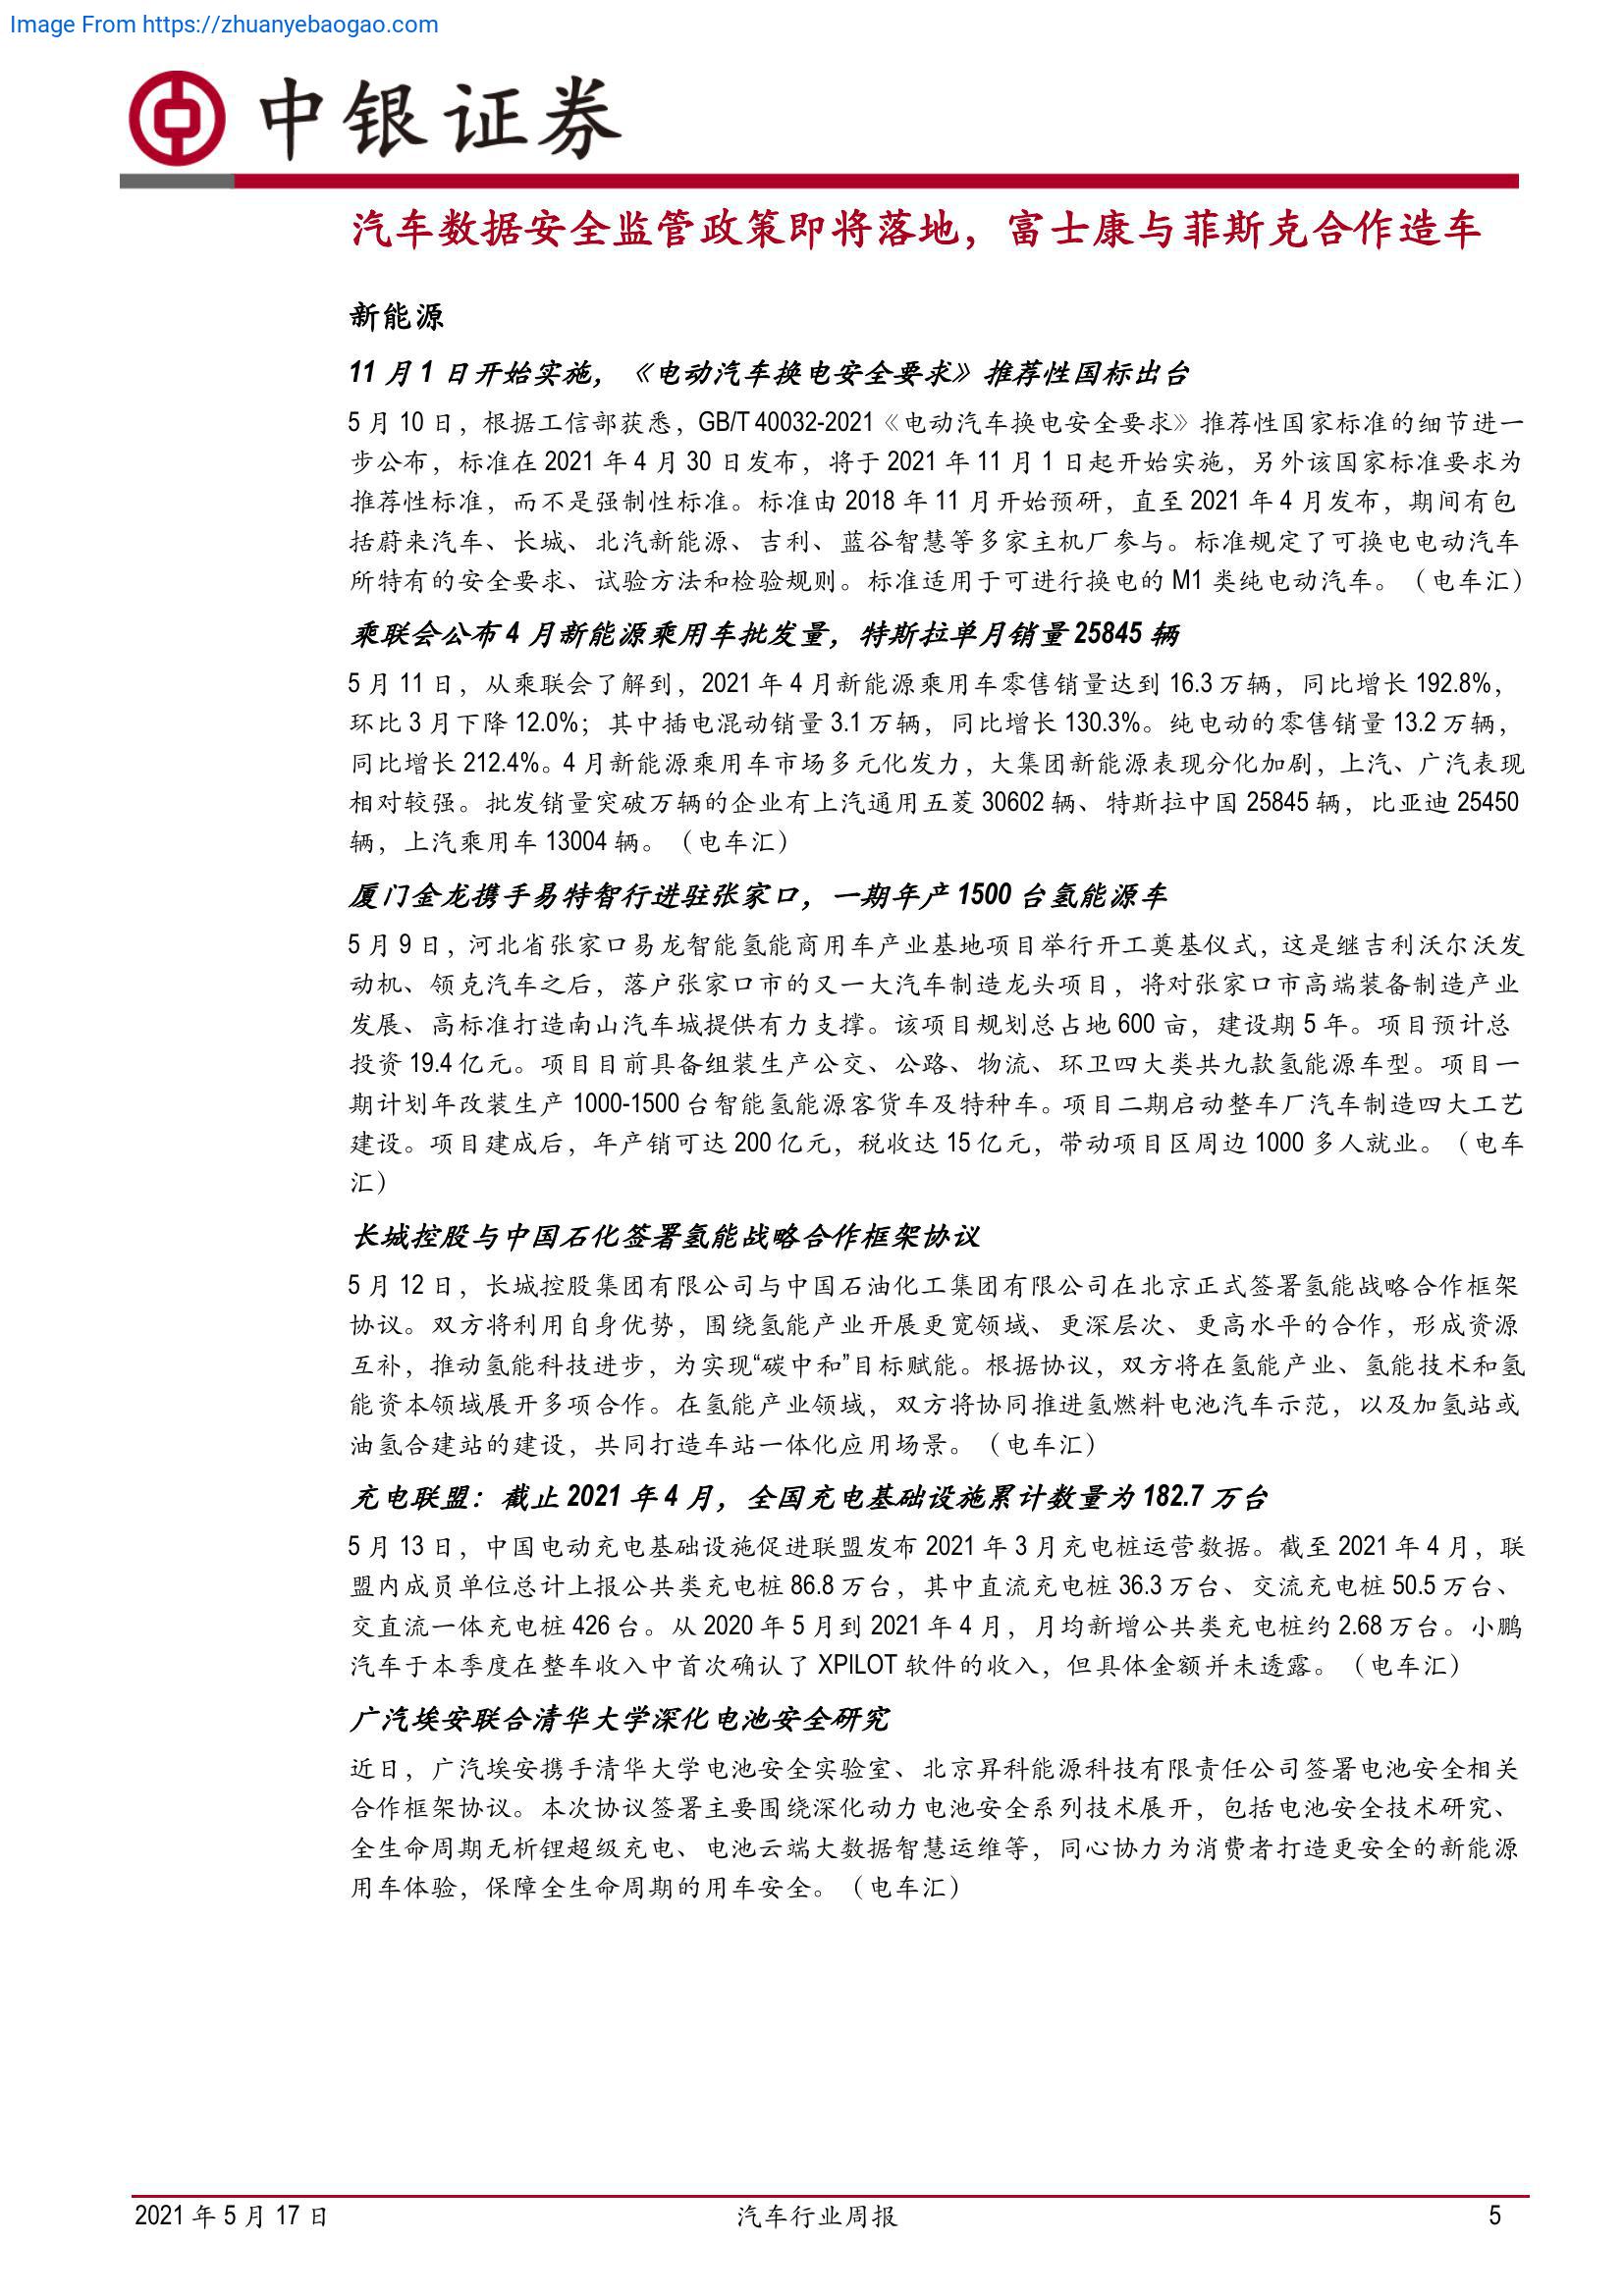 Image From https://zhuanyebaogao.com
中银证券
汽车数据安全监管政策即将落地，富士康与菲斯克合作造车
新能源
11 月 1 日开始实施，《电动汽车换电安全要求》推荐性国标出台
5 月 10 日，根据工信部获悉，GB/T 40032-2021《电动汽车换电安全要求》推荐性国家标准的细节进一
步公布，标准在 2021 年 4 月 30 日发布，将于 2021 年 11 月 1 日起开始实施，另外该国家标准要求为
推荐性标准，而不是强制性标准。标准由 2018 年 11 月开始预研，直至 2021 年 4 月发布，期间有包
括蔚来汽车、长城、北汽新能源、吉利、蓝谷智慧等多家主机厂参与。标准规定了可换电电动汽车
所特有的安全要求、试验方法和检验规则。标准适用于可进行换电的 M1 类纯电动汽车。（电车汇）
乘联会公布 4 月新能源乘用车批发量，特斯拉单月销量 25845 辆
5 月 11 日，从乘联会了解到，2021 年 4 月新能源乘用车零售销量达到 16.3 万辆，同比增长 192.8%，
环比 3 月下降 12.0%；其中插电混动销量 3.1 万辆，同比增长 130.3%。纯电动的零售销量 13.2 万辆，
同比增长 212.4%。4 月新能源乘用车市场多元化发力，大集团新能源表现分化加剧，上汽、广汽表现
相对较强。批发销量突破万辆的企业有上汽通用五菱 30602 辆、特斯拉中国 25845 辆，比亚迪 25450
辆，上汽乘用车 13004 辆。（电车汇）
厦门金龙携手易特智行进驻张家口，一期年产 1500 台氢能源车
5 月 9 日，河北省张家口易龙智能氢能商用车产业基地项目举行开工奠基仪式，这是继吉利沃尔沃发
动机、领克汽车之后，落户张家口市的又一大汽车制造龙头项目，将对张家口市高端装备制造产业
发展、高标准打造南山汽车城提供有力支撑。该项目规划总占地 600 亩，建设期 5 年。项目预计总
投资 19.4 亿元。项目目前具备组装生产公交、公路、物流、环卫四大类共九款氢能源车型。项目一
期计划年改装生产 1000-1500 台智能氢能源客货车及特种车。项目二期启动整车厂汽车制造四大工艺
建设。项目建成后，年产销可达 200 亿元，税收达 15 亿元，带动项目区周边 1000 多人就业。（电车
汇）
长城控股与中国石化签署氢能战略合作框架协议
5 月 12 日，长城控股集团有限公司与中国石油化工集团有限公司在北京正式签署氢能战略合作框架
协议。双方将利用自身优势，围绕氢能产业开展更宽领域、更深层次、更高水平的合作，形成资源
互补，推动氢能科技进步，为实现“碳中和”目标赋能。根据协议，双方将在氢能产业、氢能技术和氢
能资本领域展开多项合作。在氢能产业领域，双方将协同推进氢燃料电池汽车示范，以及加氢站或
油氢合建站的建设，共同打造车站一体化应用场景。（电车汇）
充电联盟：截止 2021 年 4 月，全国充电基础设施累计数量为 182.7 万台
5 月 13 日，中国电动充电基础设施促进联盟发布 2021 年 3 月充电桩运营数据。截至 2021 年 4 月，联
盟内成员单位总计上报公共类充电桩 86.8 万台，其中直流充电桩 36.3 万台、交流充电桩 50.5 万台、
交直流一体充电桩 426 台。从 2020 年 5 月到 2021 年 4 月，月均新增公共类充电桩约 2.68 万台。小鹏
汽车于本季度在整车收入中首次确认了 XPILOT 软件的收入，但具体金额并未透露。（电车汇）
广汽埃安联合清华大学深化电池安全研究
近日，广汽埃安携手清华大学电池安全实验室、北京昇科能源科技有限责任公司签署电池安全相关
合作框架协议。本次协议签署主要围绕深化动力电池安全系列技术展开，包括电池安全技术研究、
全生命周期无析锂超级充电、电池云端大数据智慧运维等，同心协力为消费者打造更安全的新能源
用车体验，保障全生命周期的用车安全。（电车汇）
2021 年 5 月 17 日
汽车行业周报
5